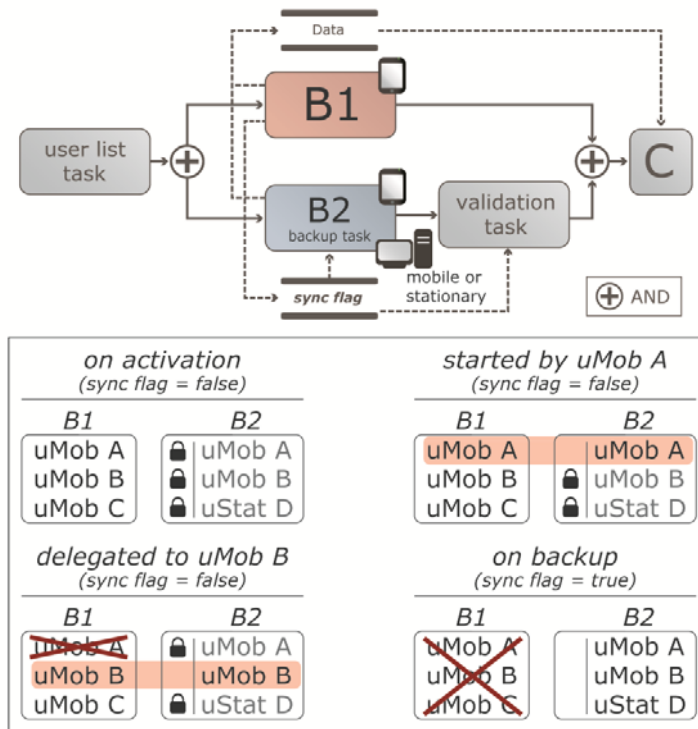 Data
B1
user list
task
B2
backup task
validation
task
C
sync flag
mobile or
stationary
AND
on activation
(sync flag = false)
B1 B2
uMob A uMob A
uMob B uMob B
uMob C uStat D
started by uMob A
(sync flag = false)
B1 B2
uMob A uMob A
uMob B uMob B
uMob C uStat D
delegated to uMob B
(sync flag = false)
B1 B2
uMob A uMob A
uMob B uMob B
uMob C uStat D
on backup
(sync flag = true)
B1 B2
uMob A uMob A
uMob B uMob B
uMob C uStat D